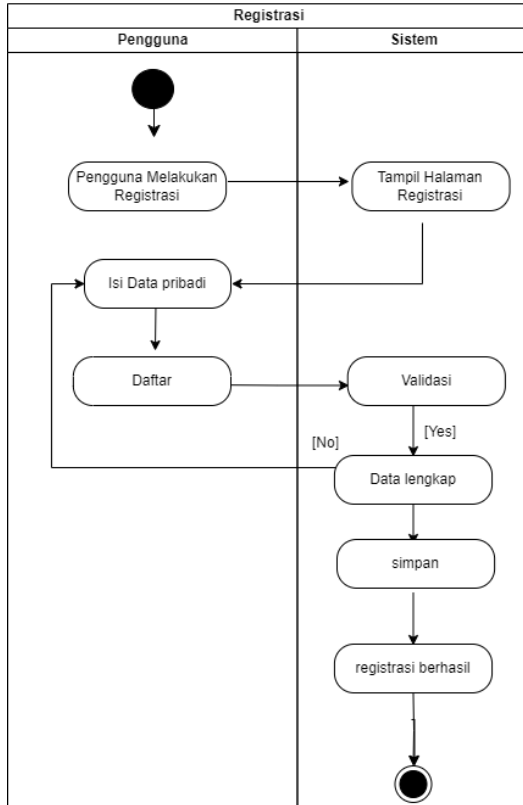 Registrasi
Pengguna
Sistem
Pengguna Melakukan
Registrasi
Tampil Halaman
Registrasi
Isi Data pribadi
Daftar
Validasi
[Yes]
[No]
Data lengkap
simpan
registrasi berhasil